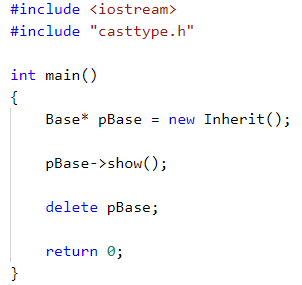 #include <iostream>
#include "casttype.h"
int main()
{
Base* pBase = new Inherit();
pBase->show();
delete pBase;
return 0;
}